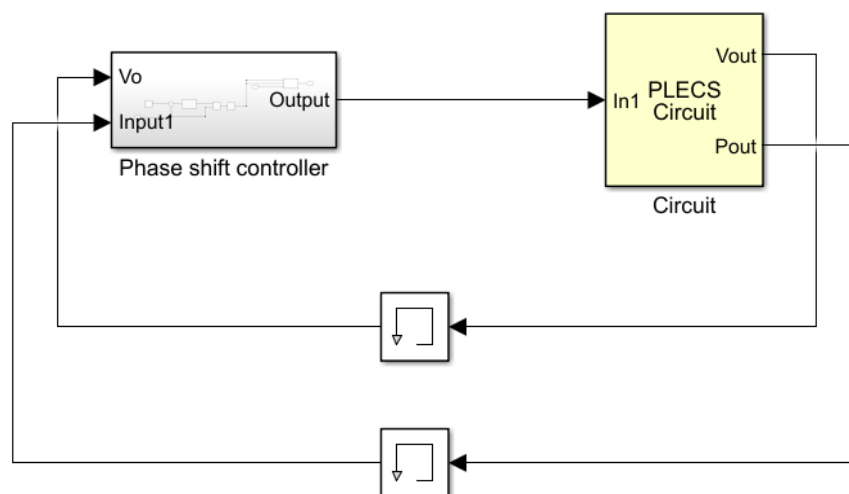 Vo
Input1
Output
Phase shift controller
In1
PLECS
Circuit
Vout
Pout
Circuit